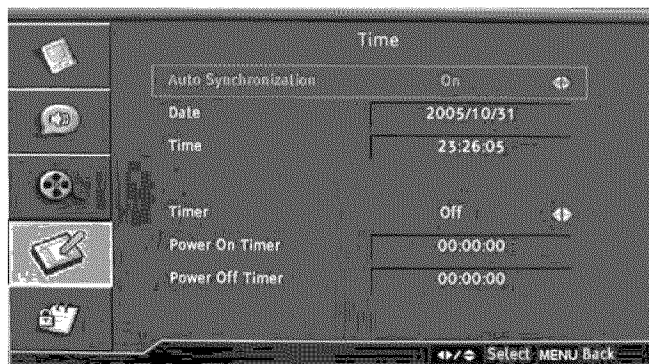 Time
Auto Synchronization On
Date 2005/10/31
Time 23:26:05
Timer Off
Power On Timer 00:00:00
Power Off Timer 00:00:00
Select MENU Back